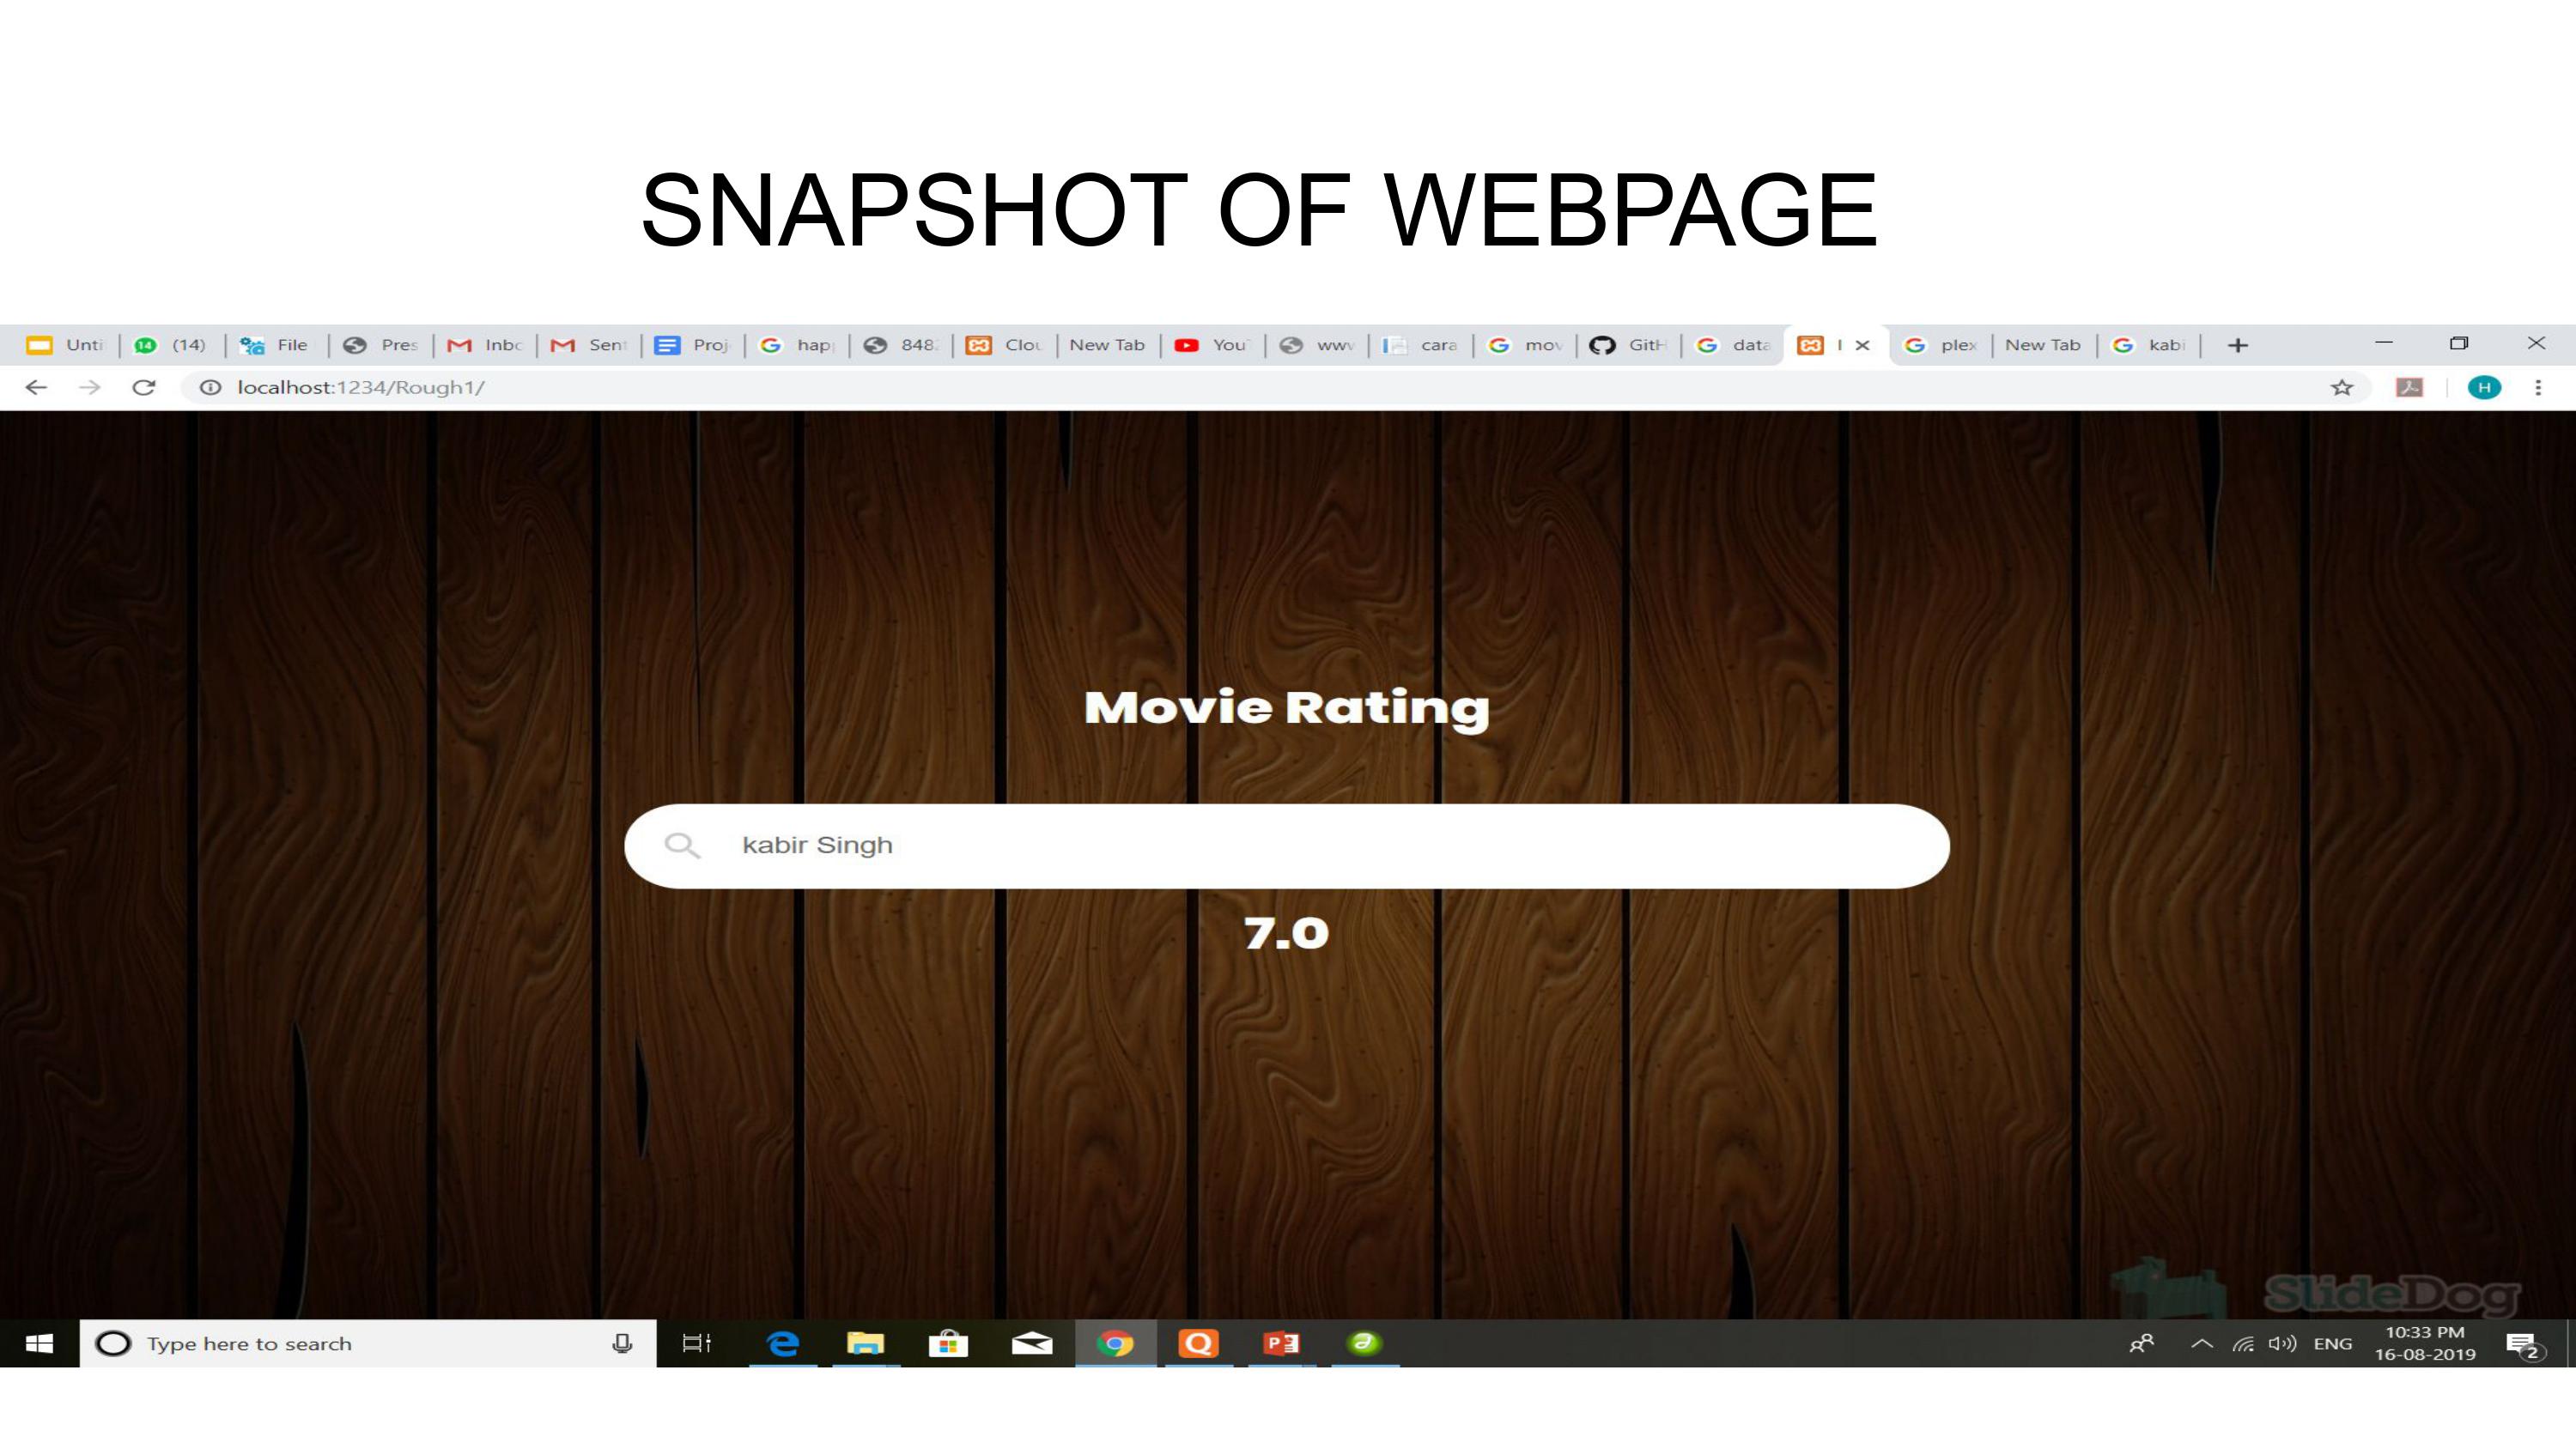 SNAPSHOT OF WEBPAGE
Unti (14) File Pres Inbc Sent Proj hap 848. Clou New Tab You www cara mov GitH data plex New Tab kabi
localhost:1234/Rough1/
H
Movie Rating
kabir Singh
7.0
SlideDog
Type here to search
ENG
10:33 PM
16-08-2019
2